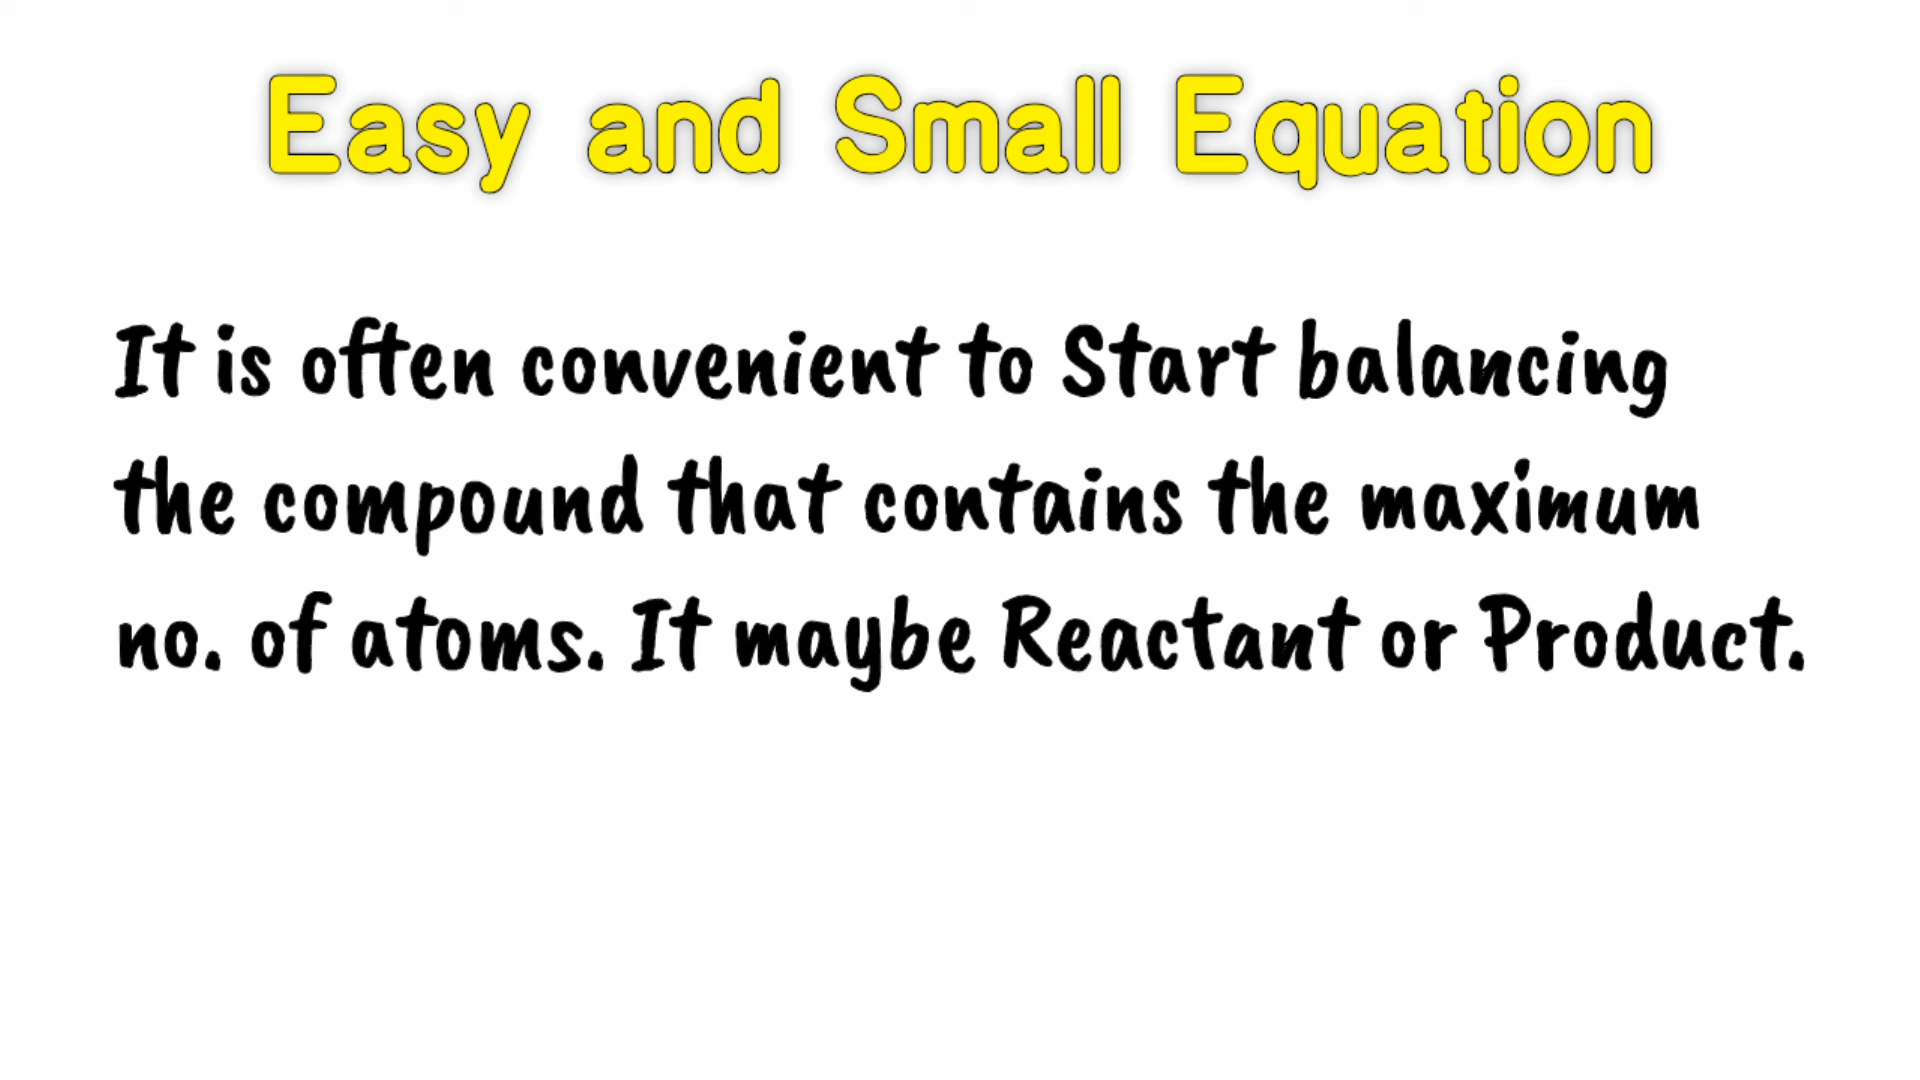 Easy and Small Equation
It is often convenient to Start balancing
the compound that contains the maximum
no. of atoms. It maybe Reactant or Product.